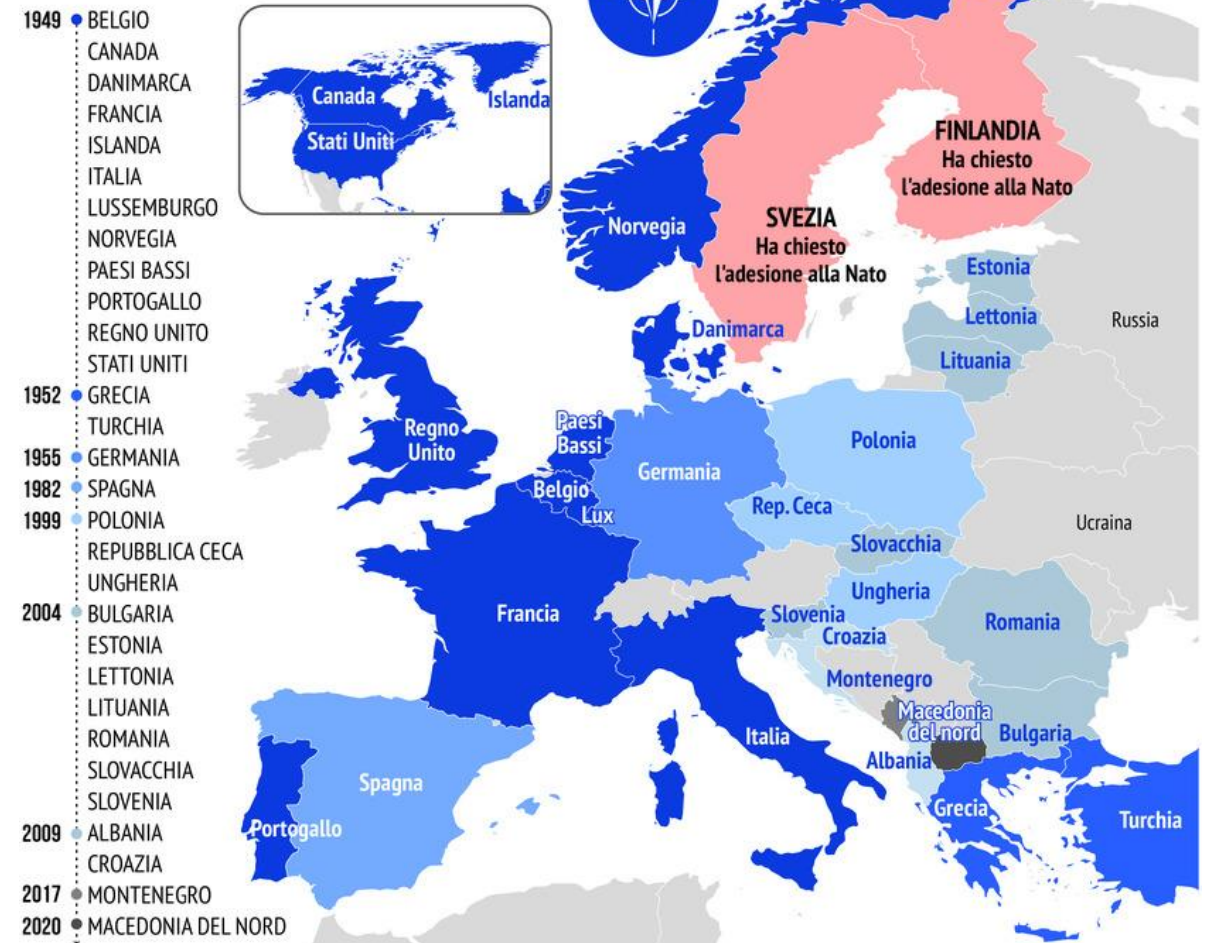 1949 BELGIO
CANADA
DANIMARCA
FRANCIA
ISLANDA
ITALIA
LUSSEMBURGO
NORVEGIA
PAESI BASSI
PORTOGALLO
REGNO UNITO
STATI UNITI
1952 GRECIA
TURCHIA
1955 GERMANIA
1982 SPAGNA
1999 POLONIA
REPUBBLICA CECA
UNGHERIA
2004 BULGARIA
ESTONIA
LETTONIA
LITUANIA
ROMANIA
SLOVACCHIA
SLOVENIA
2009 ALBANIA
CROAZIA
2017 MONTENEGRO
2020 MACEDONIA DEL NORD
Canada
Islanda
Stati Uniti
FINLANDIA
Ha chiesto
l'adesione alla Nato
Norvegia
SVEZIA
Ha chiesto
l'adesione alla Nato
Estonia
Lettonia
Russia
Danimarca
Lituania
Regno
Unito
Paesi
Bassi
Polonia
Germania
Belgio
Lux
Rep. Ceca
Ucraina
Slovacchia
Ungheria
Francia
Slovenia
Romania
Croazia
Montenegro
Macedonia
del nord
Bulgaria
Italia
Albania
Spagna
Grecia
Turchia
Portogallo